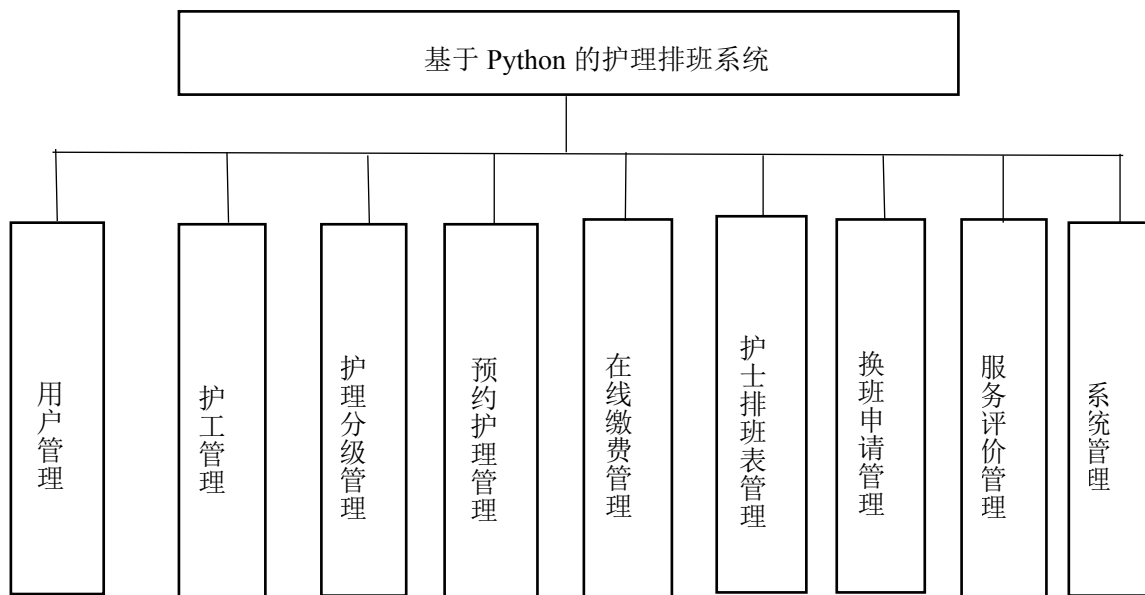 基于 Python 的护理排班系统
用户管理
护工管理
护理分级管理
预约护理管理
在线缴费管理
护士排班表管理
换班申请管理
服务评价管理
系统管理